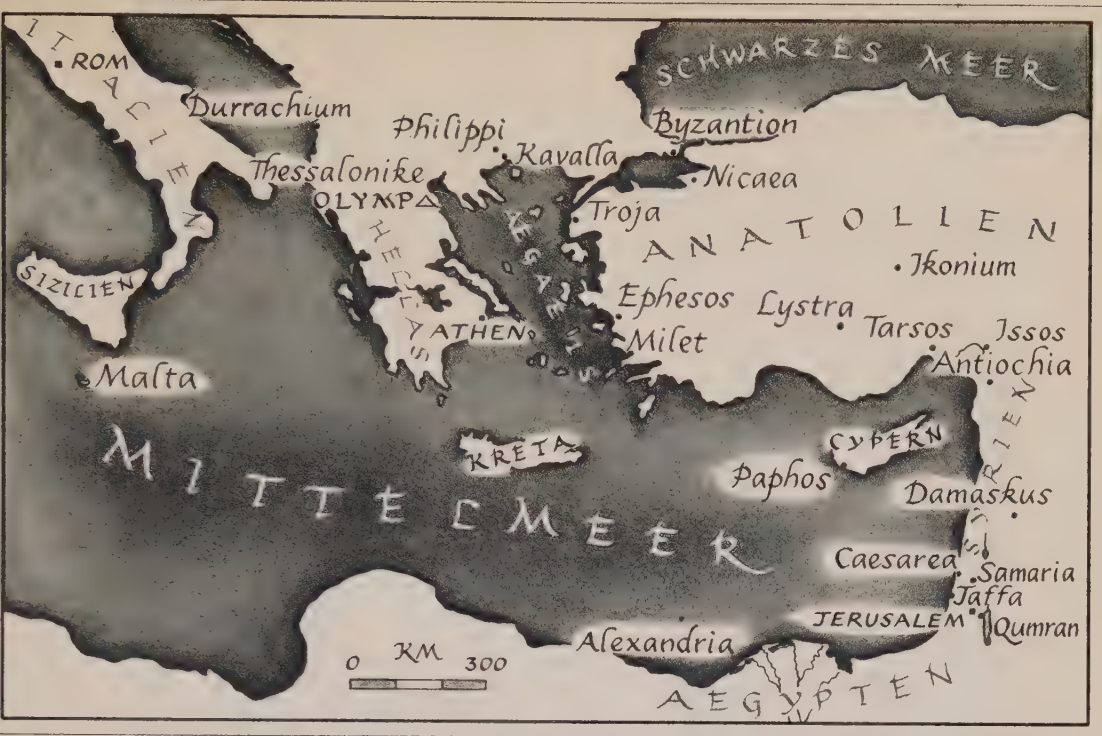 SCHWARZES MEER
ITALIEN
ROM
Durrachium
Philippi
Byzantion
Kavalla
Thessalonike
Nicaea
OLYMP
Troja
ANATOLIEN
HELLAS
AEGAEIS
Ikonium
SIZILIEN
Ephesos
Lystra
ATHEN
Milet
Tarsos
Issos
Antiochia
Malta
SYRIEN
KRETA
CYPERN
MITTELMEER
Paphos
Damaskus
Caesarea
Samaria
Jaffa
JERUSALEM
Qumran
Alexandria
0 KM 300
AEGYPTEN